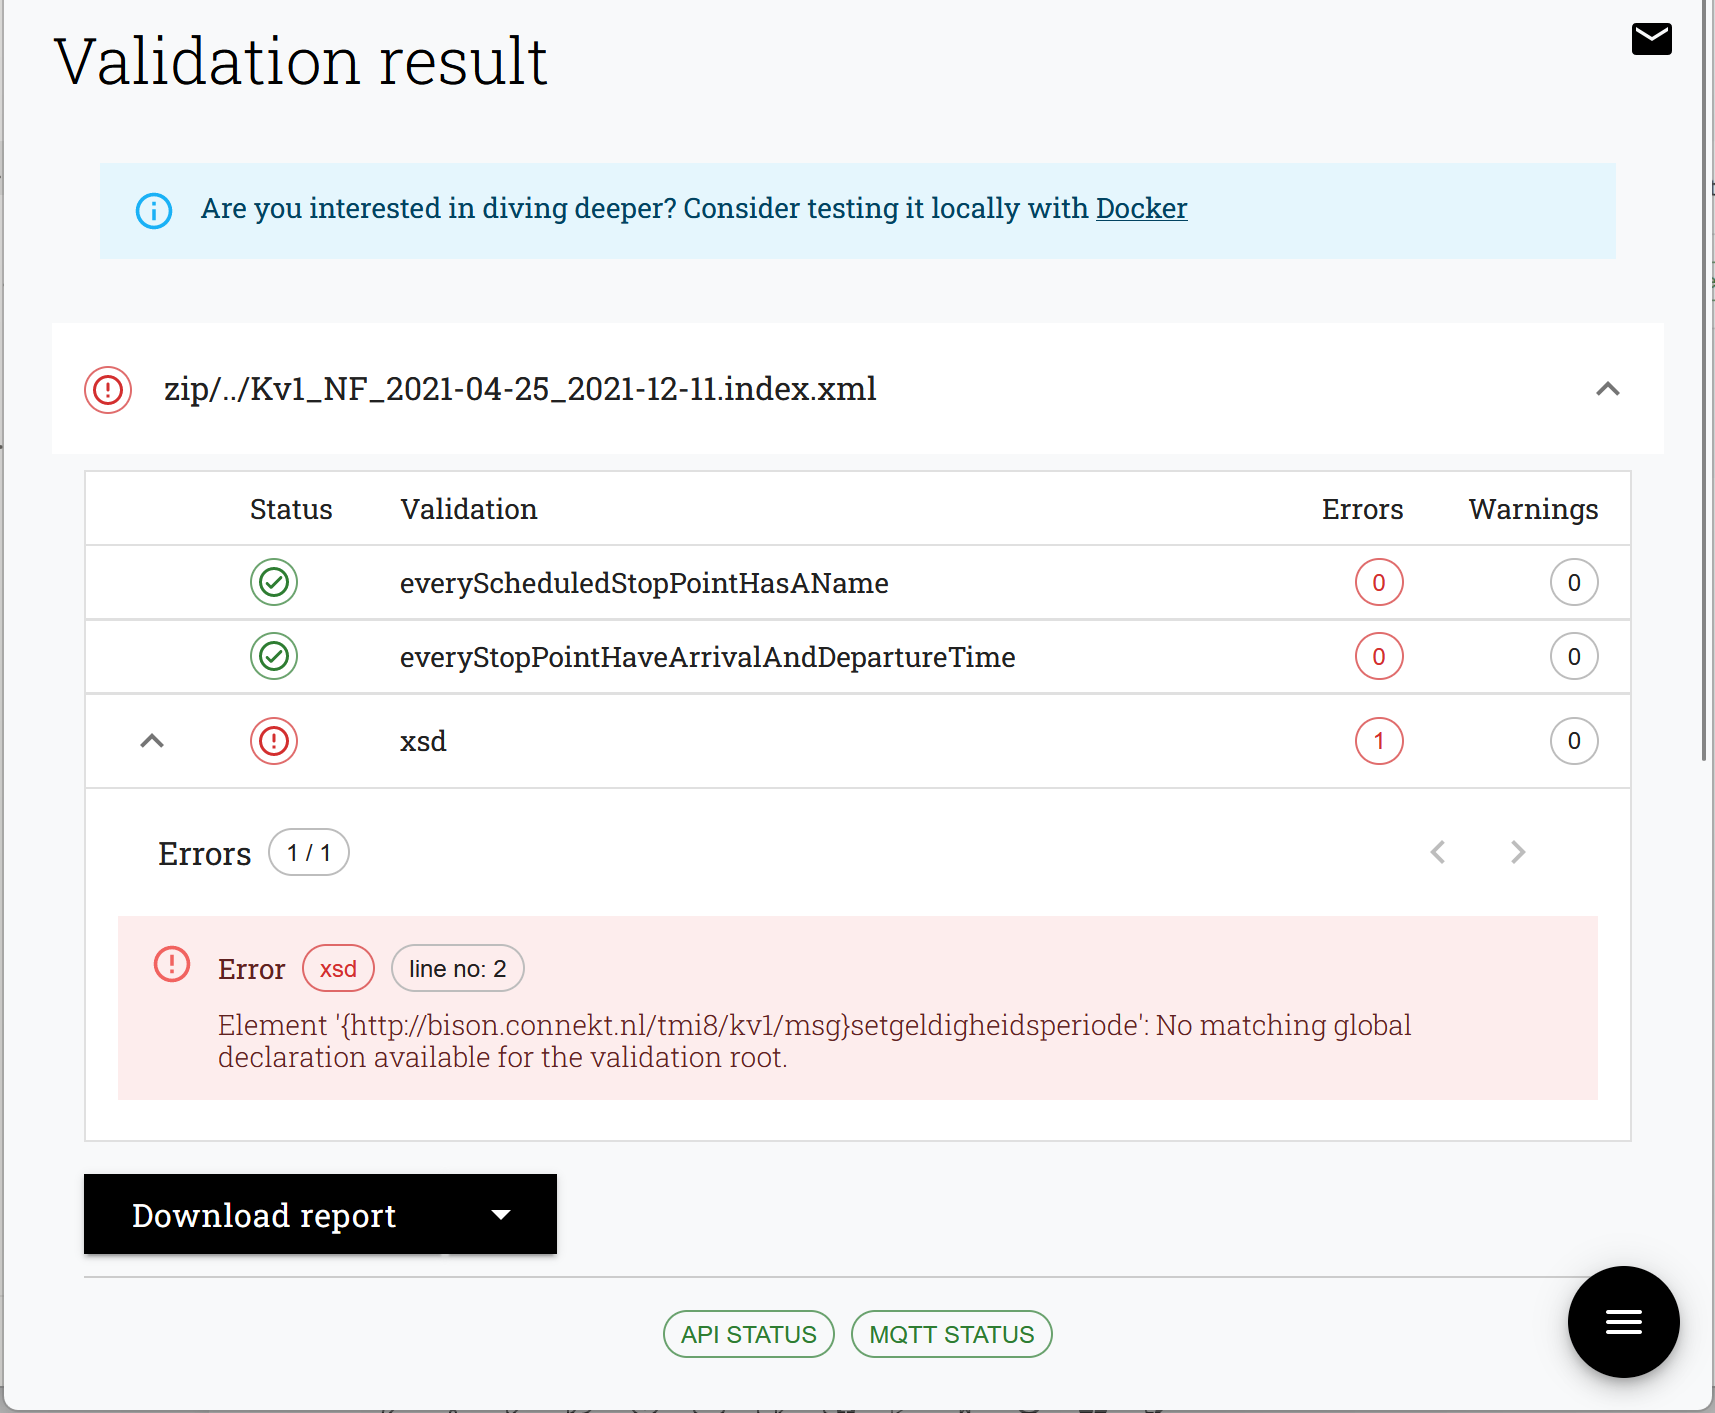 Validation result
Are you interested in diving deeper? Consider testing it locally with Docker
zip/../Kv1_NF_2021-04-25_2021-12-11.index.xml
Status Validation Errors Warnings
everyScheduledStopPointHasAName 0 0
everyStopPointHaveArrivalAndDepartureTime 0 0
xsd 1 0
Errors 1 / 1
Error xsd line no: 2
Element '{http://bison.connekt.nl/tmi8/kv1/msg}setgeldigheidsperiode': No matching global
declaration available for the validation root.
Download report
API STATUS MQTT STATUS